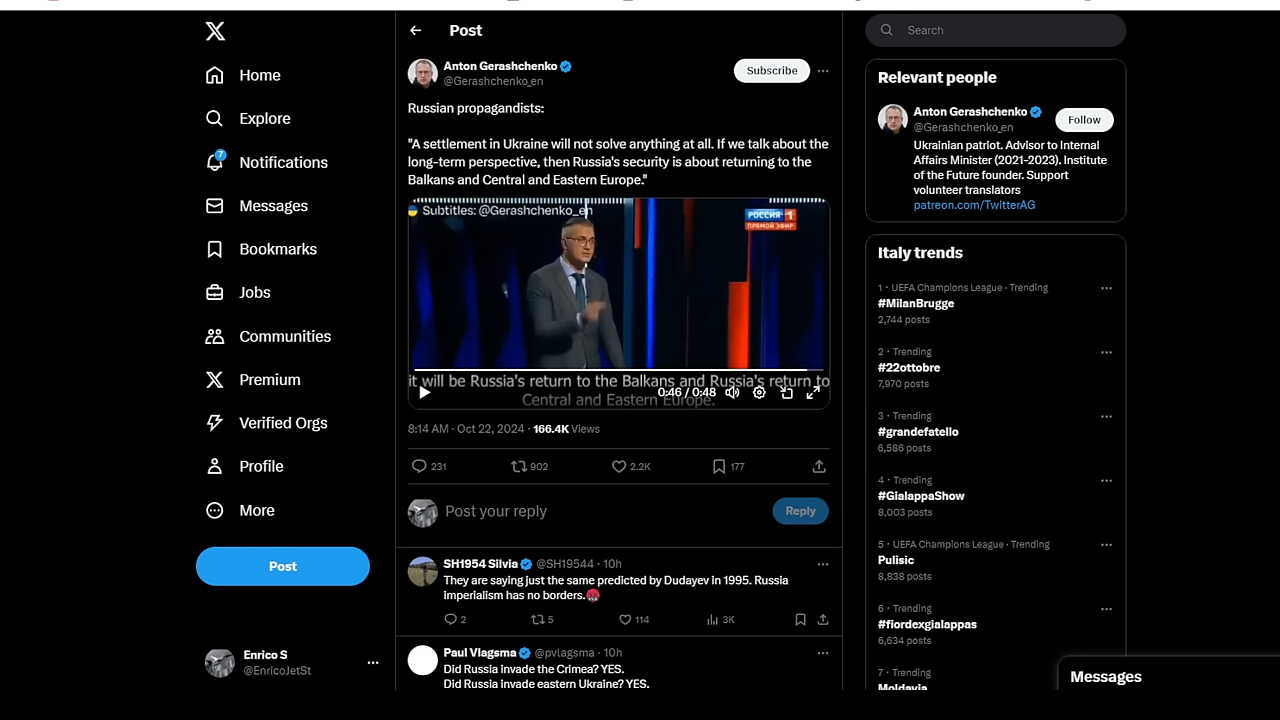 Home
Explore
7
Notifications
Messages
Bookmarks
Jobs
Communities
Premium
Verified Orgs
Profile
More
Post
Enrico S
@EnricoJetSt
Post
Anton Gerashchenko
@Gerashchenko_en
Subscribe
Russian propagandists:
"A settlement in Ukraine will not solve anything at all. If we talk about the
long-term perspective, then Russia's security is about returning to the
Balkans and Central and Eastern Europe."
Subtitles: @Gerashchenko_en
РОССИЯ 1
ПРЯМОЙ ЭФИР
it will be Russia's return to the Balkans and Russia's return to
Central and Eastern Europe.
0:46 / 0:48
8:14 AM · Oct 22, 2024 · 166.4K Views
231
902
2.2K
177
Post your reply
Reply
SH1954 Silvia @SH19544 · 10h
They are saying just the same predicted by Dudayev in 1995. Russia
imperialism has no borders.
2
5
114
3K
Paul Vlagsma @pvlagsma · 10h
Did Russia invade the Crimea? YES.
Did Russia invade eastern Ukraine? YES.
Search
Relevant people
Anton Gerashchenko
@Gerashchenko_en
Follow
Ukrainian patriot. Advisor to Internal
Affairs Minister (2021-2023). Institute
of the Future founder. Support
volunteer translators
patreon.com/TwitterAG
Italy trends
1 · UEFA Champions League · Trending
#MilanBrugge
2,744 posts
2 · Trending
#22ottobre
7,970 posts
3 · Trending
#grandefatello
6,586 posts
4 · Trending
#GialappaShow
8,003 posts
5 · UEFA Champions League · Trending
Pulisic
8,838 posts
6 · Trending
#fiordexgialappas
6,634 posts
7 · Trending
Moldavia
Messages